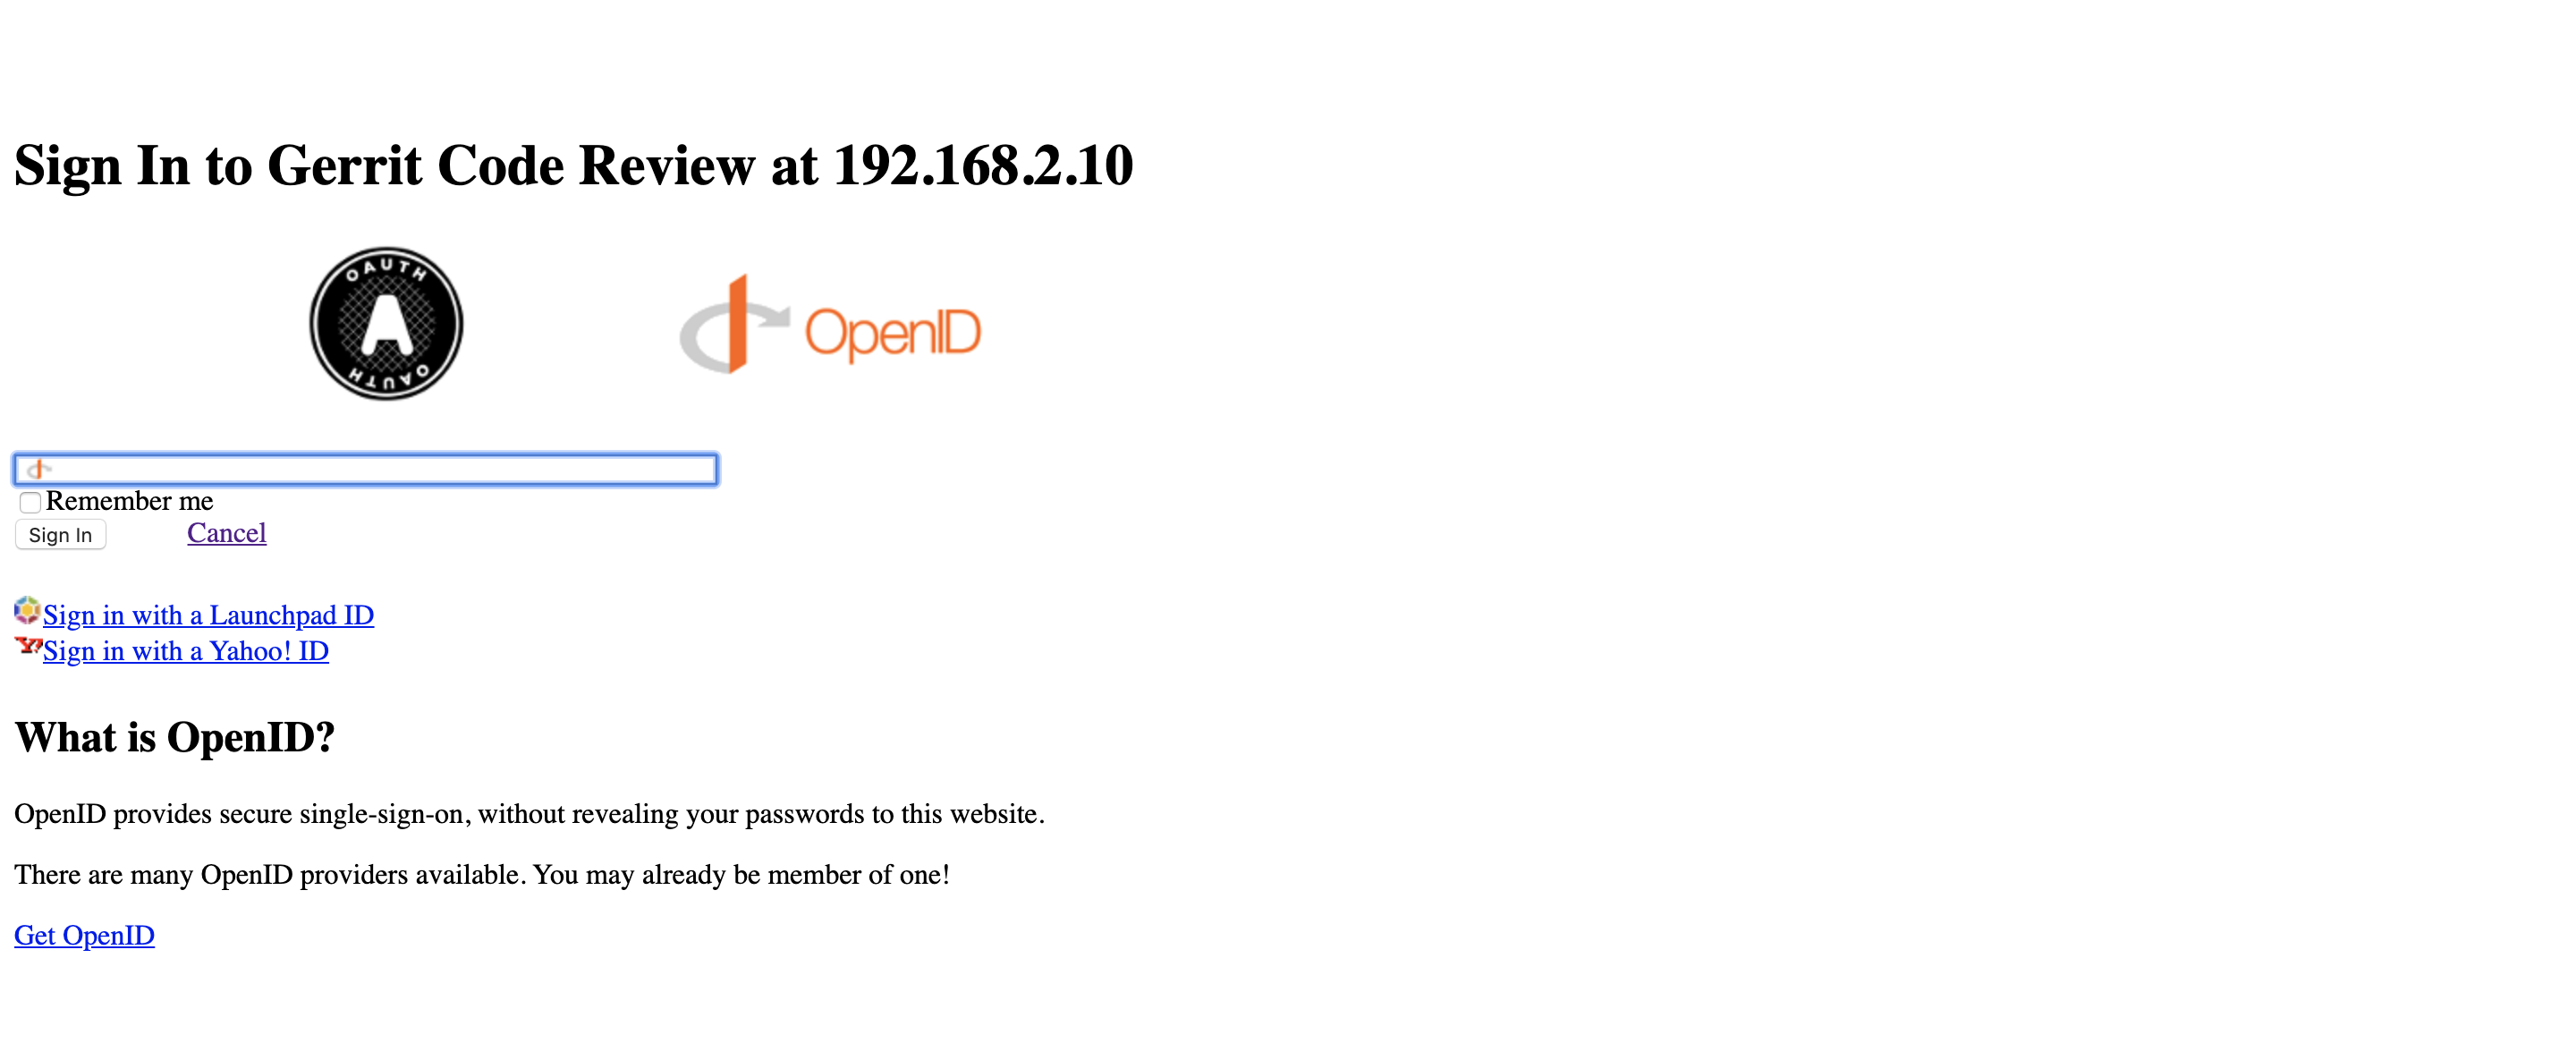 Sign In to Gerrit Code Review at 192.168.2.10
OAUTH
A
OAUTH
OpenID
Remember me
Sign In Cancel
Sign in with a Launchpad ID
Y! Sign in with a Yahoo! ID
What is OpenID?
OpenID provides secure single-sign-on, without revealing your passwords to this website.
There are many OpenID providers available. You may already be member of one!
Get OpenID